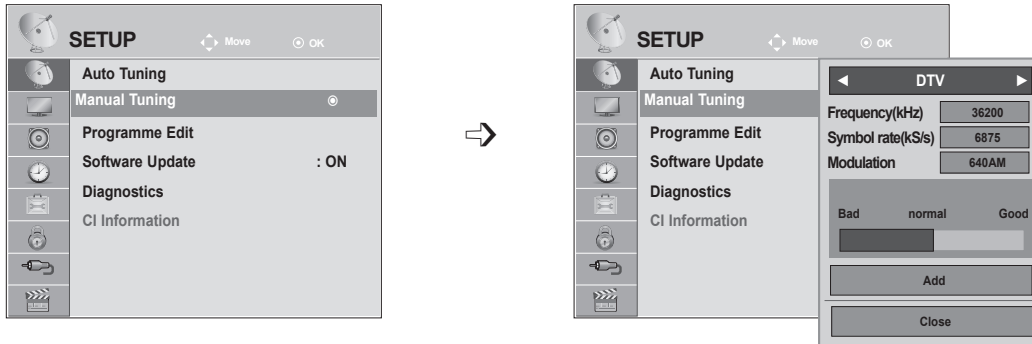 SETUP Move OK
Auto Tuning
Manual Tuning
Programme Edit
Software Update : ON
Diagnostics
CI Information
SETUP Move OK
Auto Tuning
Manual Tuning
Programme Edit
Software Update
Diagnostics
CI Information
◄ DTV ►
Frequency(kHz) 36200
Symbol rate(kS/s) 6875
Modulation 640AM
Bad normal Good
Add
Close